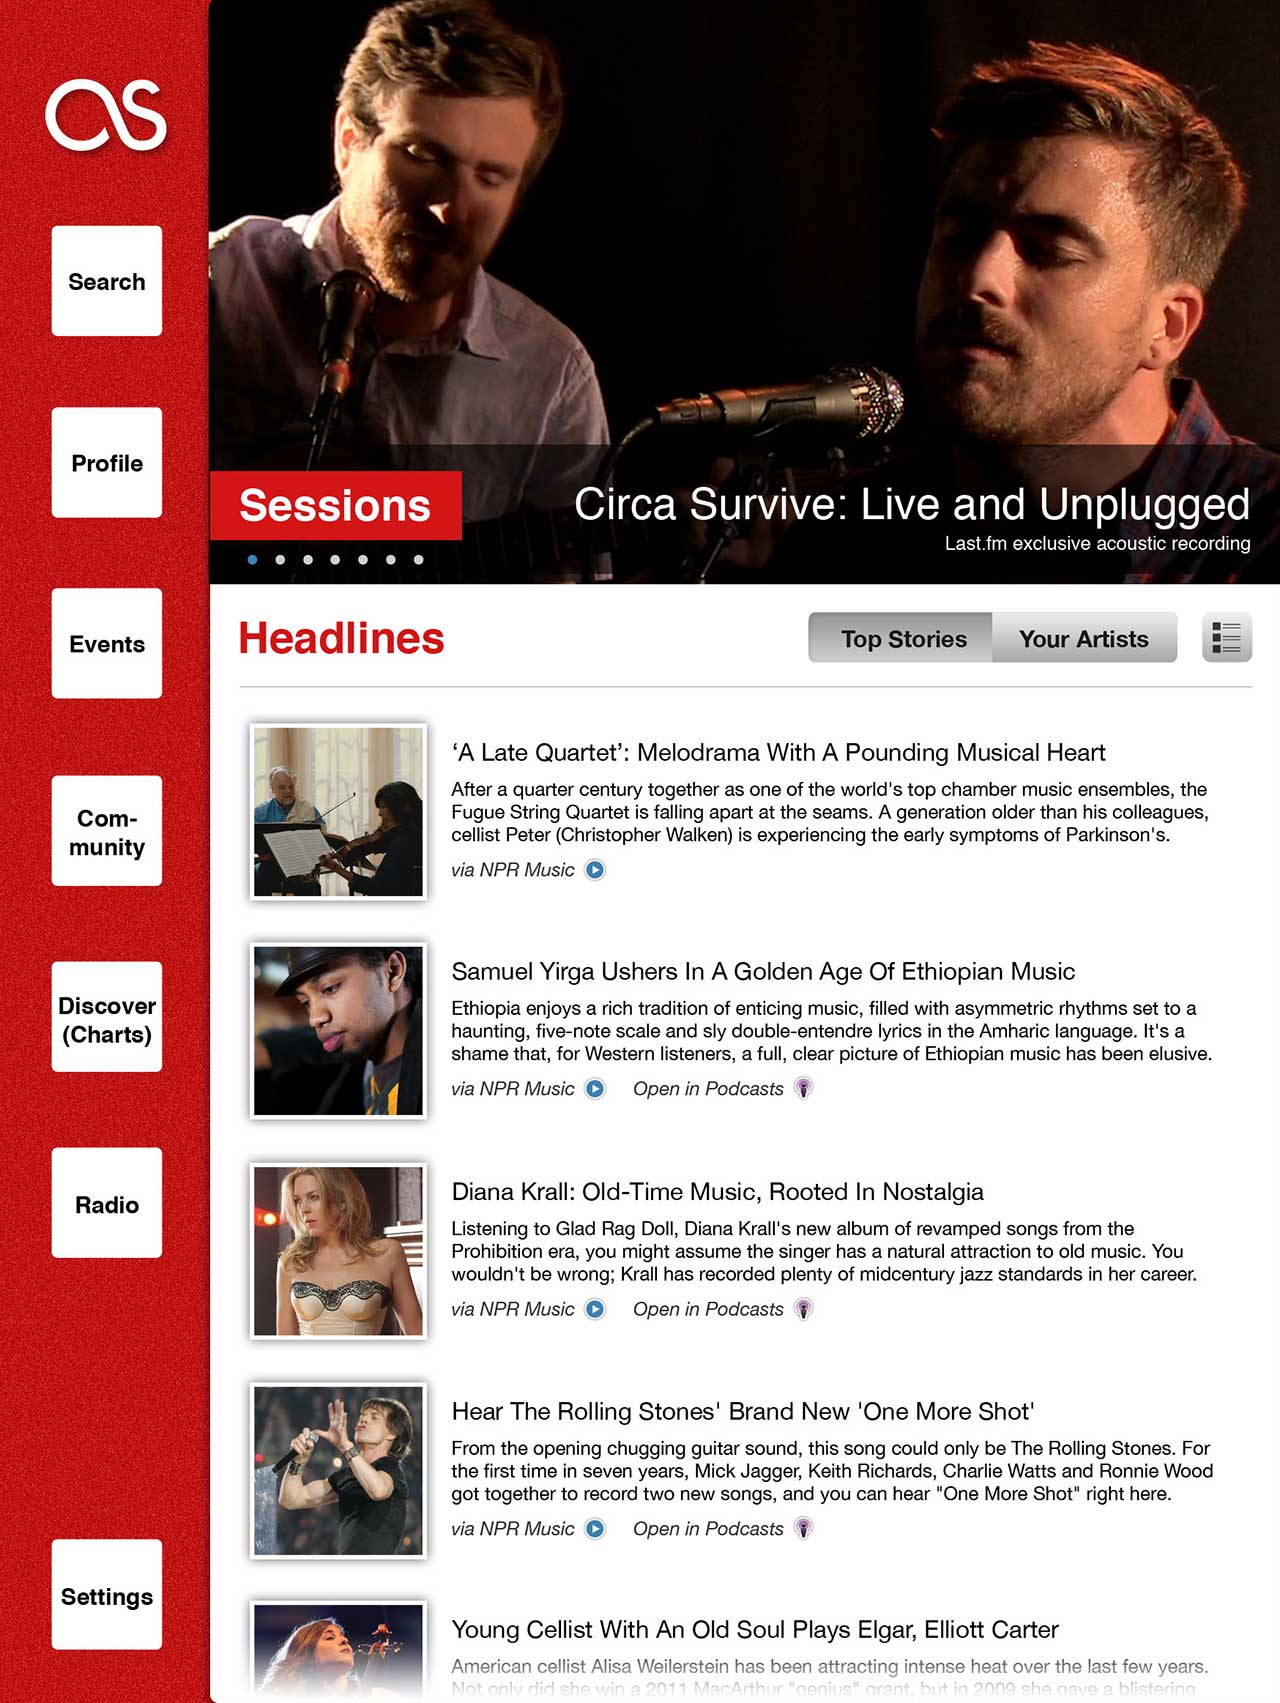 as
Search
Profile
Events
Com-
munity
Discover
(Charts)
Radio
Settings
Sessions
Circa Survive: Live and Unplugged
Last.fm exclusive acoustic recording
Headlines
Top Stories
Your Artists
‘A Late Quartet’: Melodrama With A Pounding Musical Heart
After a quarter century together as one of the world's top chamber music ensembles, the
Fugue String Quartet is falling apart at the seams. A generation older than his colleagues,
cellist Peter (Christopher Walken) is experiencing the early symptoms of Parkinson's.
via NPR Music
Samuel Yirga Ushers In A Golden Age Of Ethiopian Music
Ethiopia enjoys a rich tradition of enticing music, filled with asymmetric rhythms set to a
haunting, five-note scale and sly double-entendre lyrics in the Amharic language. It's a
shame that, for Western listeners, a full, clear picture of Ethiopian music has been elusive.
via NPR Music Open in Podcasts
Diana Krall: Old-Time Music, Rooted In Nostalgia
Listening to Glad Rag Doll, Diana Krall's new album of revamped songs from the
Prohibition era, you might assume the singer has a natural attraction to old music. You
wouldn't be wrong; Krall has recorded plenty of midcentury jazz standards in her career.
via NPR Music Open in Podcasts
Hear The Rolling Stones' Brand New 'One More Shot'
From the opening chugging guitar sound, this song could only be The Rolling Stones. For
the first time in seven years, Mick Jagger, Keith Richards, Charlie Watts and Ronnie Wood
got together to record two new songs, and you can hear "One More Shot" right here.
via NPR Music Open in Podcasts
Young Cellist With An Old Soul Plays Elgar, Elliott Carter
American cellist Alisa Weilerstein has been attracting intense heat over the last few years.
Not only did she win a 2011 MacArthur "genius" grant, but in 2009 she gave a blistering